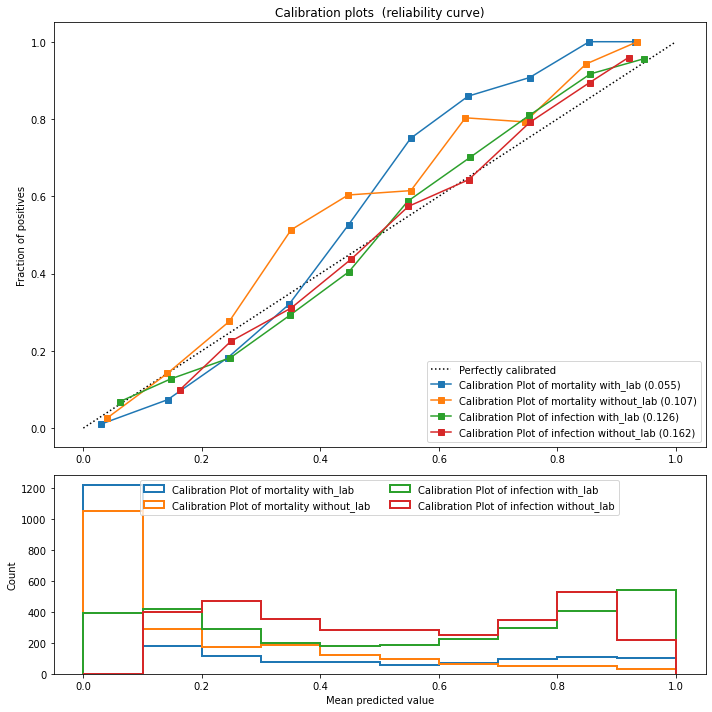 Calibration plots  (reliability curve)
1.0
0.8
0.6
0.4
0.2
0.0
Fraction of positives
Perfectly calibrated
Calibration Plot of mortality with_lab (0.055)
Calibration Plot of mortality without_lab (0.107)
Calibration Plot of infection with_lab (0.126)
Calibration Plot of infection without_lab (0.162)
0.0 0.2 0.4 0.6 0.8 1.0
1200
1000
800
600
400
200
0
Count
Calibration Plot of mortality with_lab Calibration Plot of infection with_lab
Calibration Plot of mortality without_lab Calibration Plot of infection without_lab
0.0 0.2 0.4 0.6 0.8 1.0
Mean predicted value